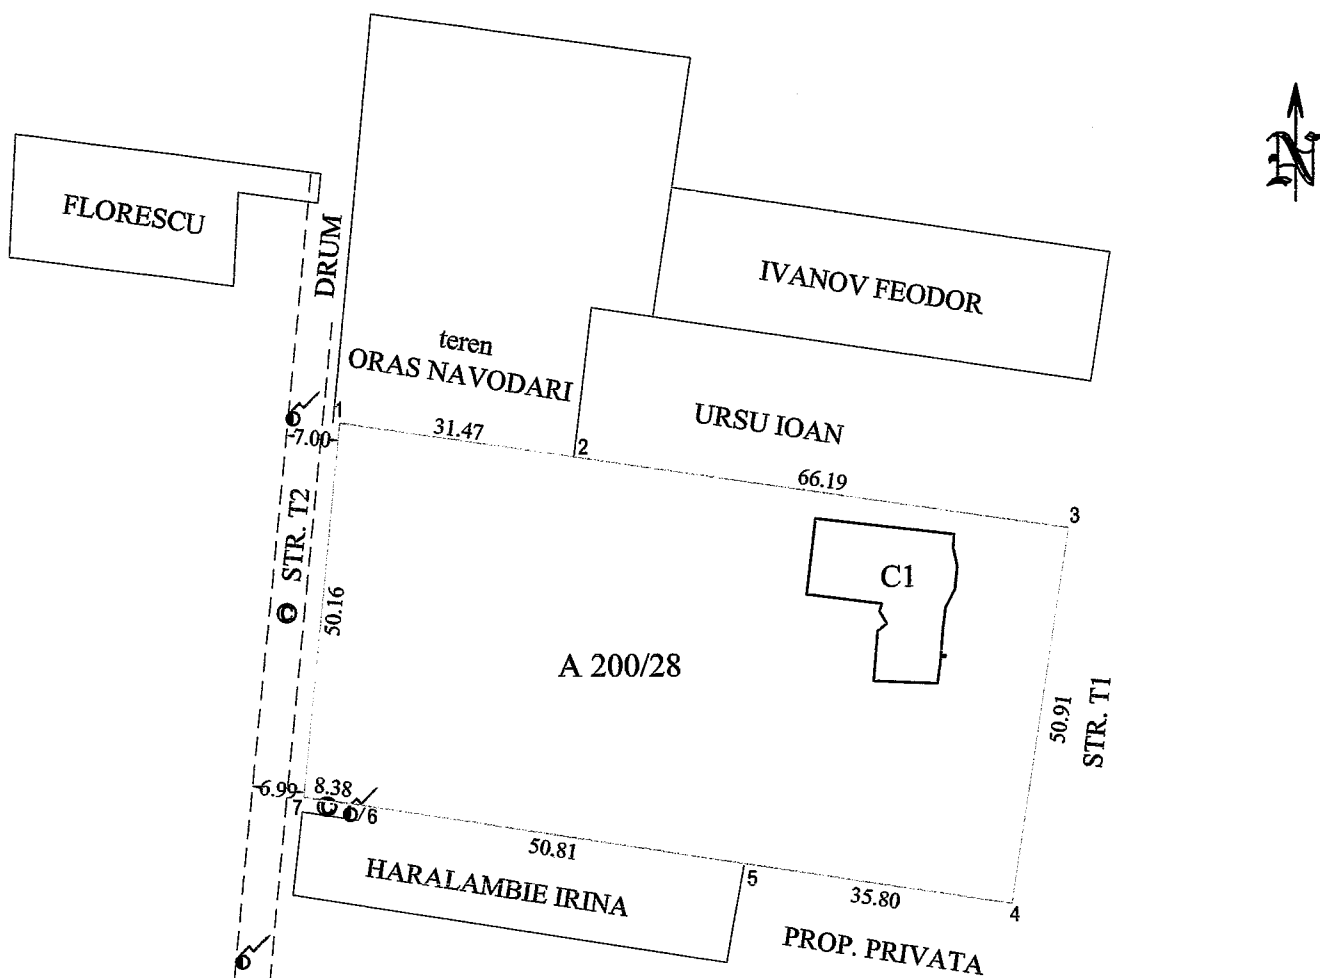 N
FLORESCU
DRUM
IVANOV FEODOR
teren
ORAS NAVODARI
URSU IOAN
1
7.00
31.47
2
66.19
3
STR. T2
C1
C
50.16
A 200/28
50.91
STR. T1
6.99
8.38
7
C
6
50.81
5
HARALAMBIE IRINA
35.80
4
PROP. PRIVATA